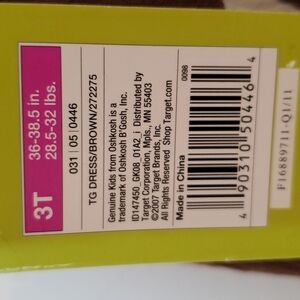 3T
36-38.5 in.
28.5-32 lbs.
031 | 05 | 0446
TG DRESS/BROWN/272275
Genuine Kids from Oshkosh is a
trademark of Oshkosh B'Gosh, Inc.
ID147450_GK08_01A2_i Distributed by
Target Corporation, Mpls., MN 55403
©2007 Target Brands, Inc.
All Rights Reserved. Shop Target.com
Made in China
0098
4 90310 50446 4
F16889711-Q1/11